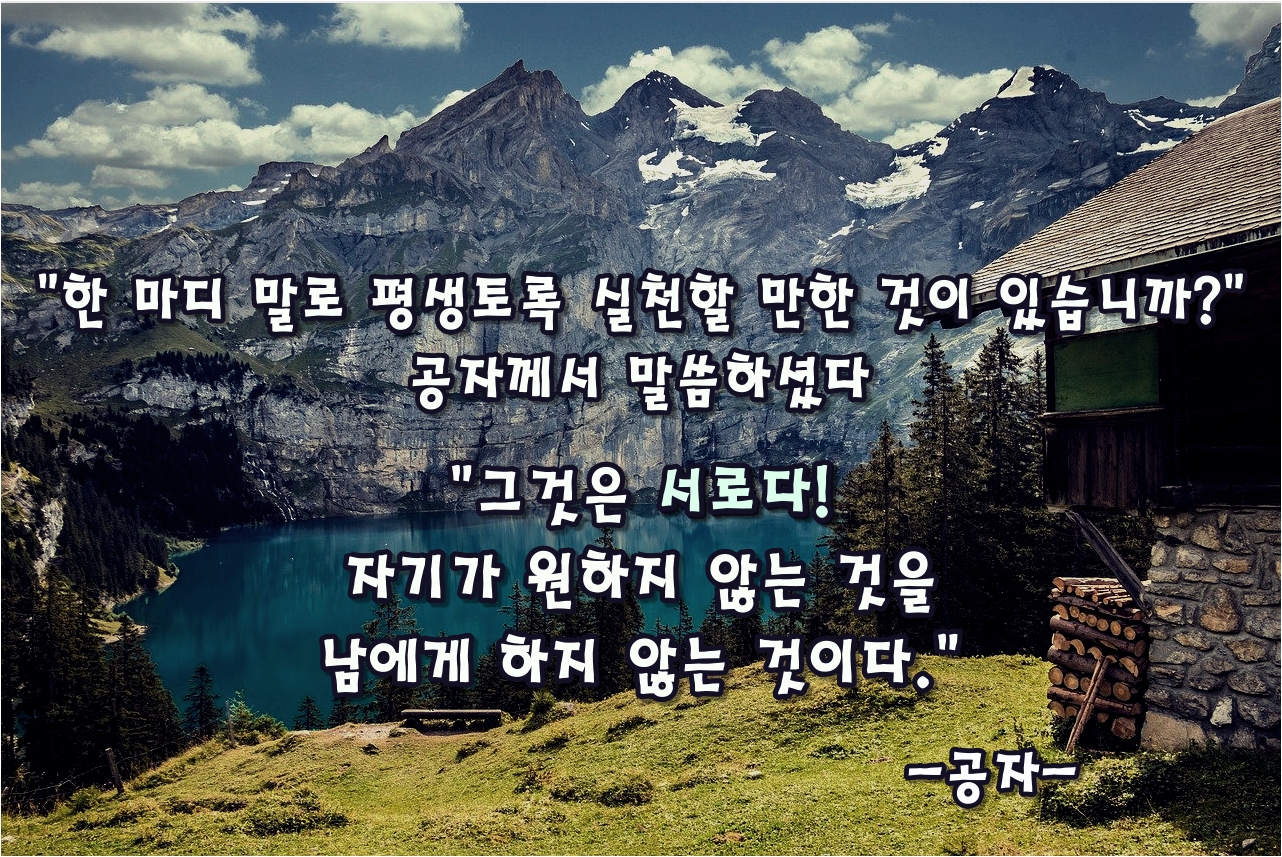 "한 마디 말로 평생토록 실천할 만한 것이 있습니까?"
공자께서 말씀하셨다
"그것은 서로다!
자기가 원하지 않는 것을
남에게 하지 않는 것이다."
-공자-